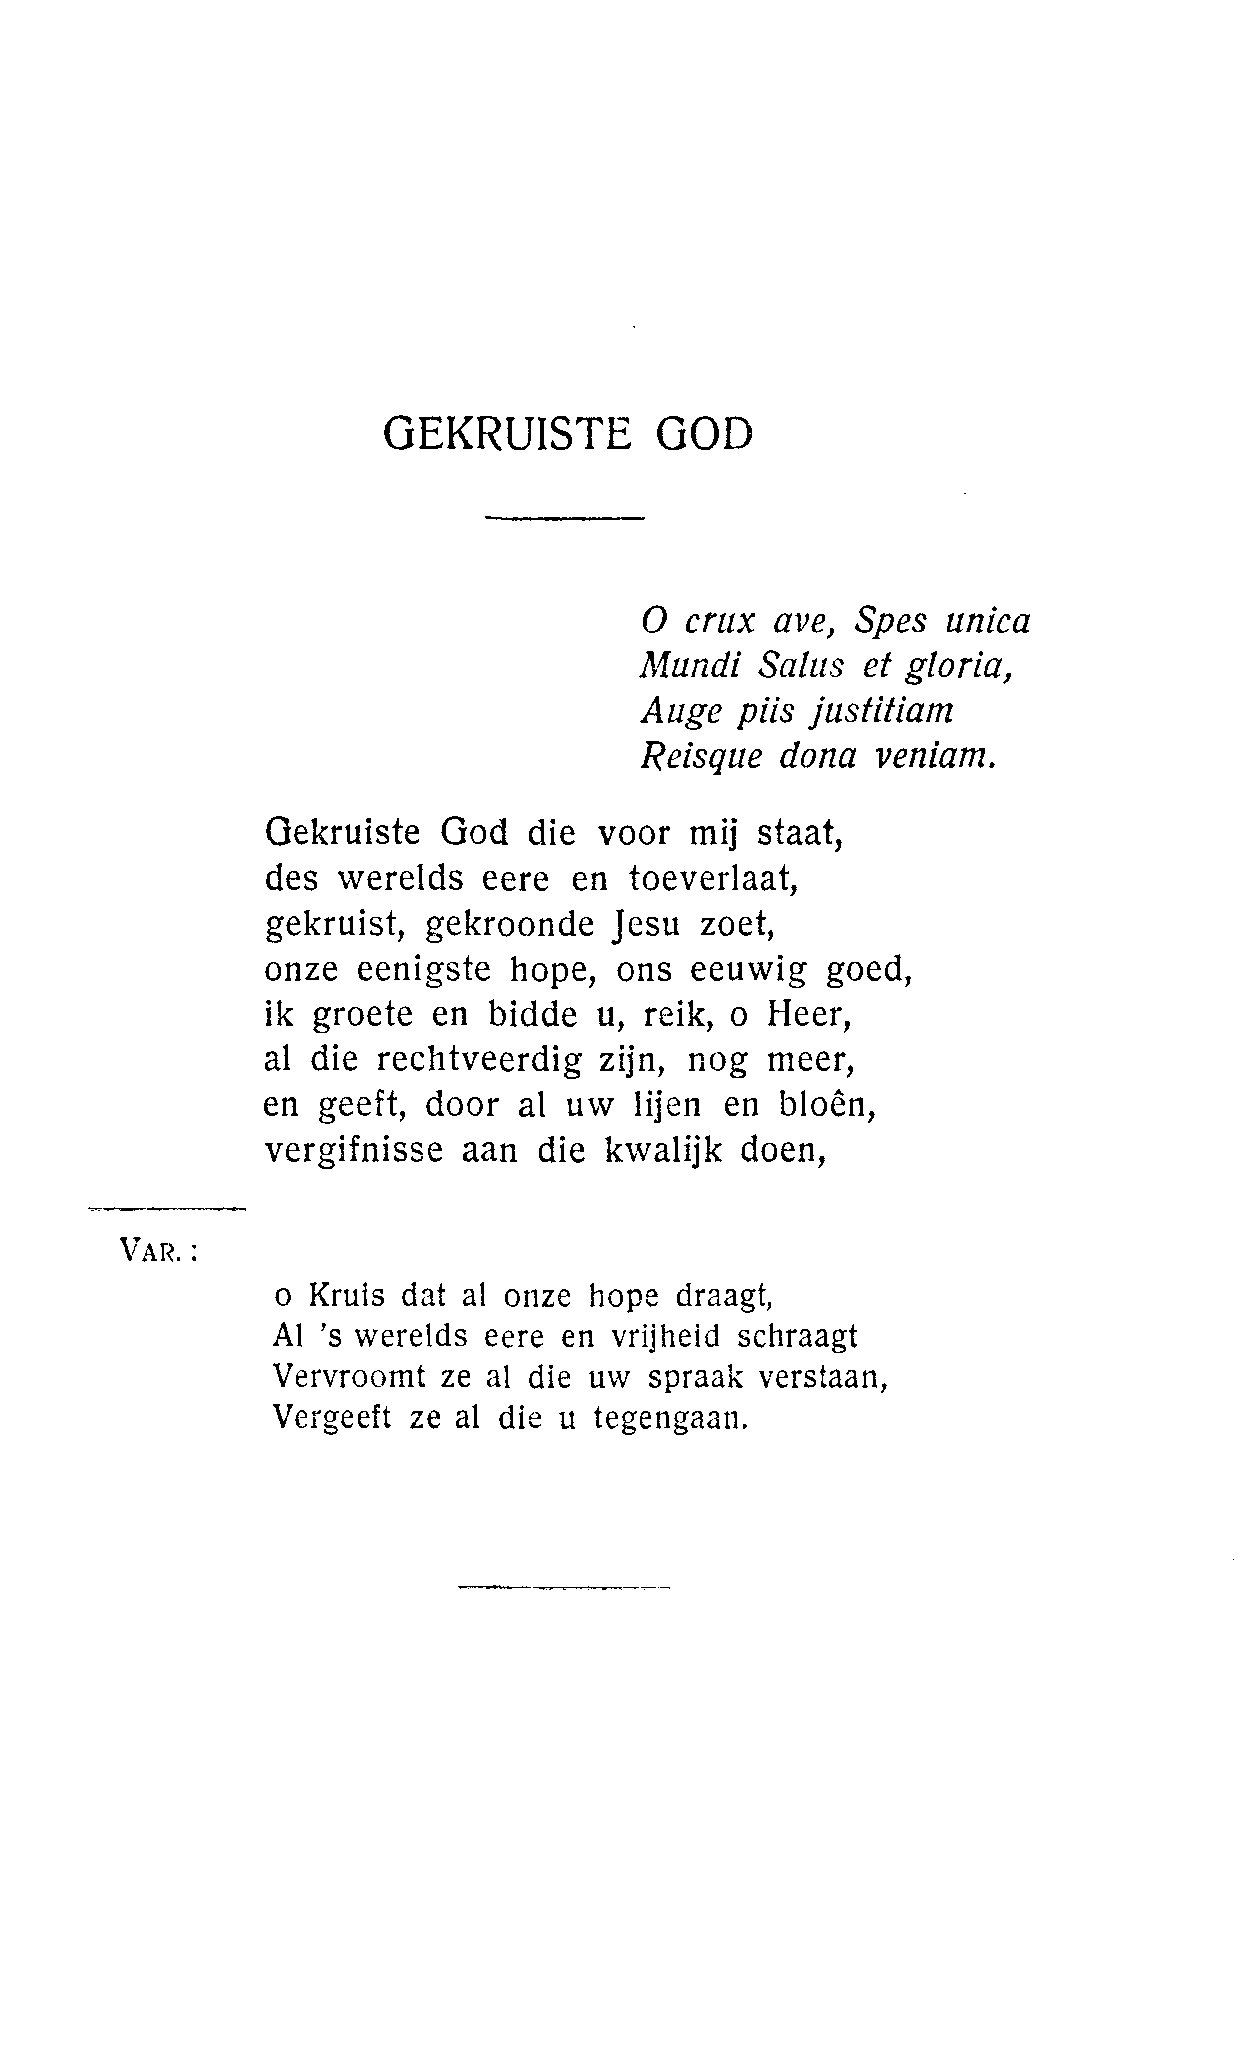 GEKRUISTE GOD
O crux ave, Spes unica
Mundi Salus et gloria,
Auge piis justitiam
Reisque dona veniam.
Gekruiste God die voor mij staat,
des werelds eere en toeverlaat,
gekruist, gekroonde Jesu zoet,
onze eenigste hope, ons eeuwig goed,
ik groete en bidde u, reik, o Heer,
al die rechtveerdig zijn, nog meer,
en geeft, door al uw lijen en bloên,
vergifnisse aan die kwalijk doen,
VAR. :
o Kruis dat al onze hope draagt,
Al 's werelds eere en vrijheid schraagt
Vervroomt ze al die uw spraak verstaan,
Vergeeft ze al die u tegengaan.